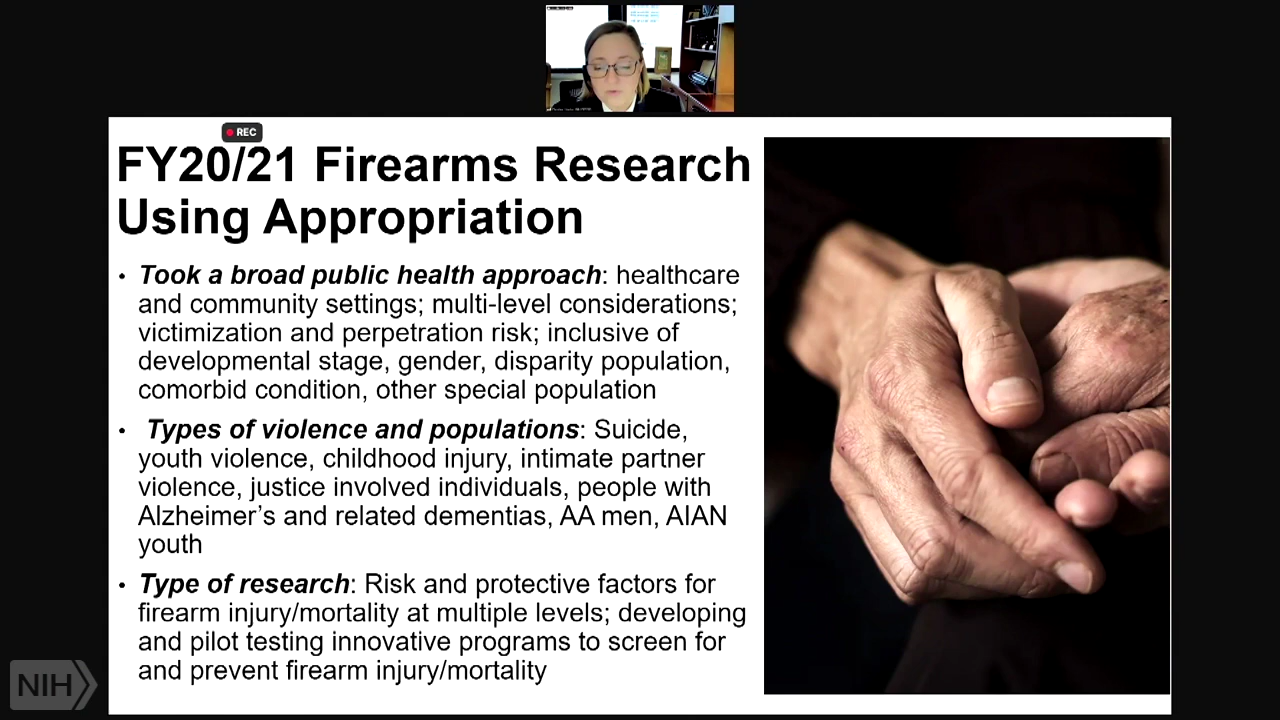 REC
FY20/21 Firearms Research
Using Appropriation
• Took a broad public health approach: healthcare
and community settings; multi-level considerations;
victimization and perpetration risk; inclusive of
developmental stage, gender, disparity population,
comorbid condition, other special population
• Types of violence and populations: Suicide,
youth violence, childhood injury, intimate partner
violence, justice involved individuals, people with
Alzheimer’s and related dementias, AA men, AIAN
youth
• Type of research: Risk and protective factors for
firearm injury/mortality at multiple levels; developing
and pilot testing innovative programs to screen for
and prevent firearm injury/mortality
NIH